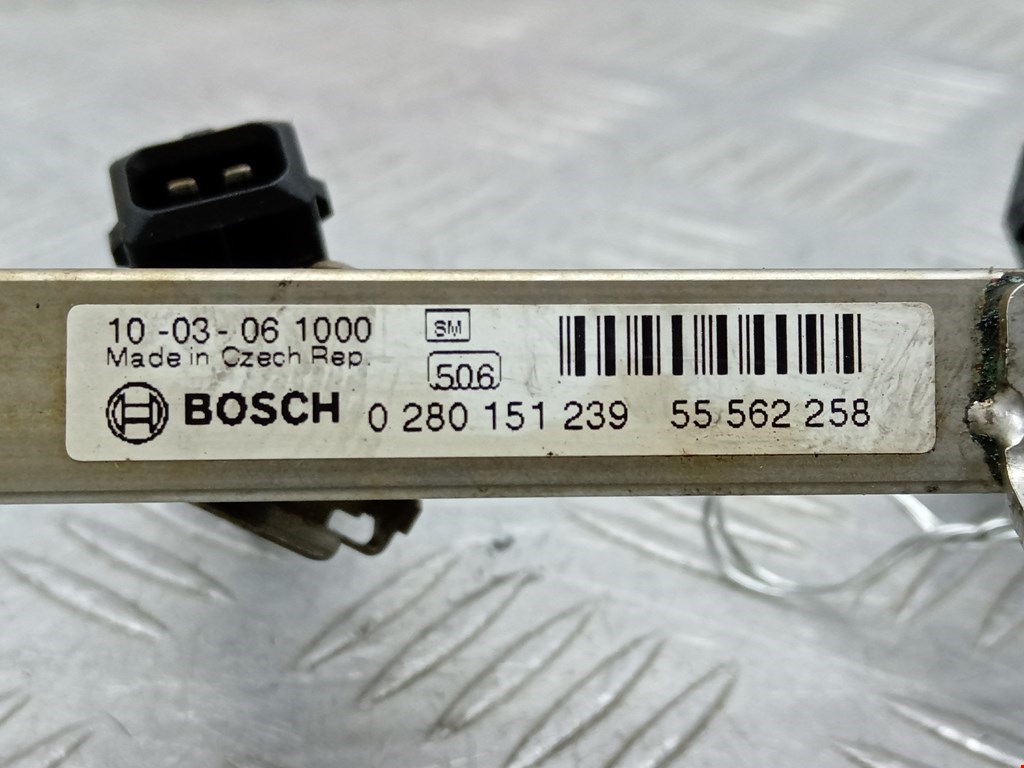 10 -03- 06 1000
SM
Made in Czech Rep.
506
BOSCH 0 280 151 239 55 562 258